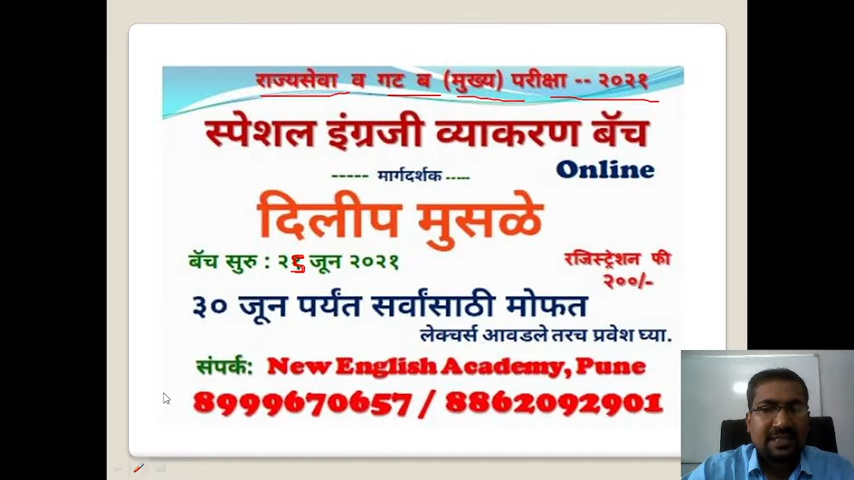 राज्यसेवा व गट ब (मुख्य) परीक्षा -- २०२१
स्पेशल इंग्रजी व्याकरण बॅच
----- मार्गदर्शक -----
Online
दिलीप मुसळे
बॅच सुरु : २५ जून २०२१
रजिस्ट्रेशन फी
२००/-
३० जून पर्यंत सर्वांसाठी मोफत
लेक्चर्स आवडले तरच प्रवेश घ्या.
संपर्क: New English Academy, Pune
8999670657 / 8862092901